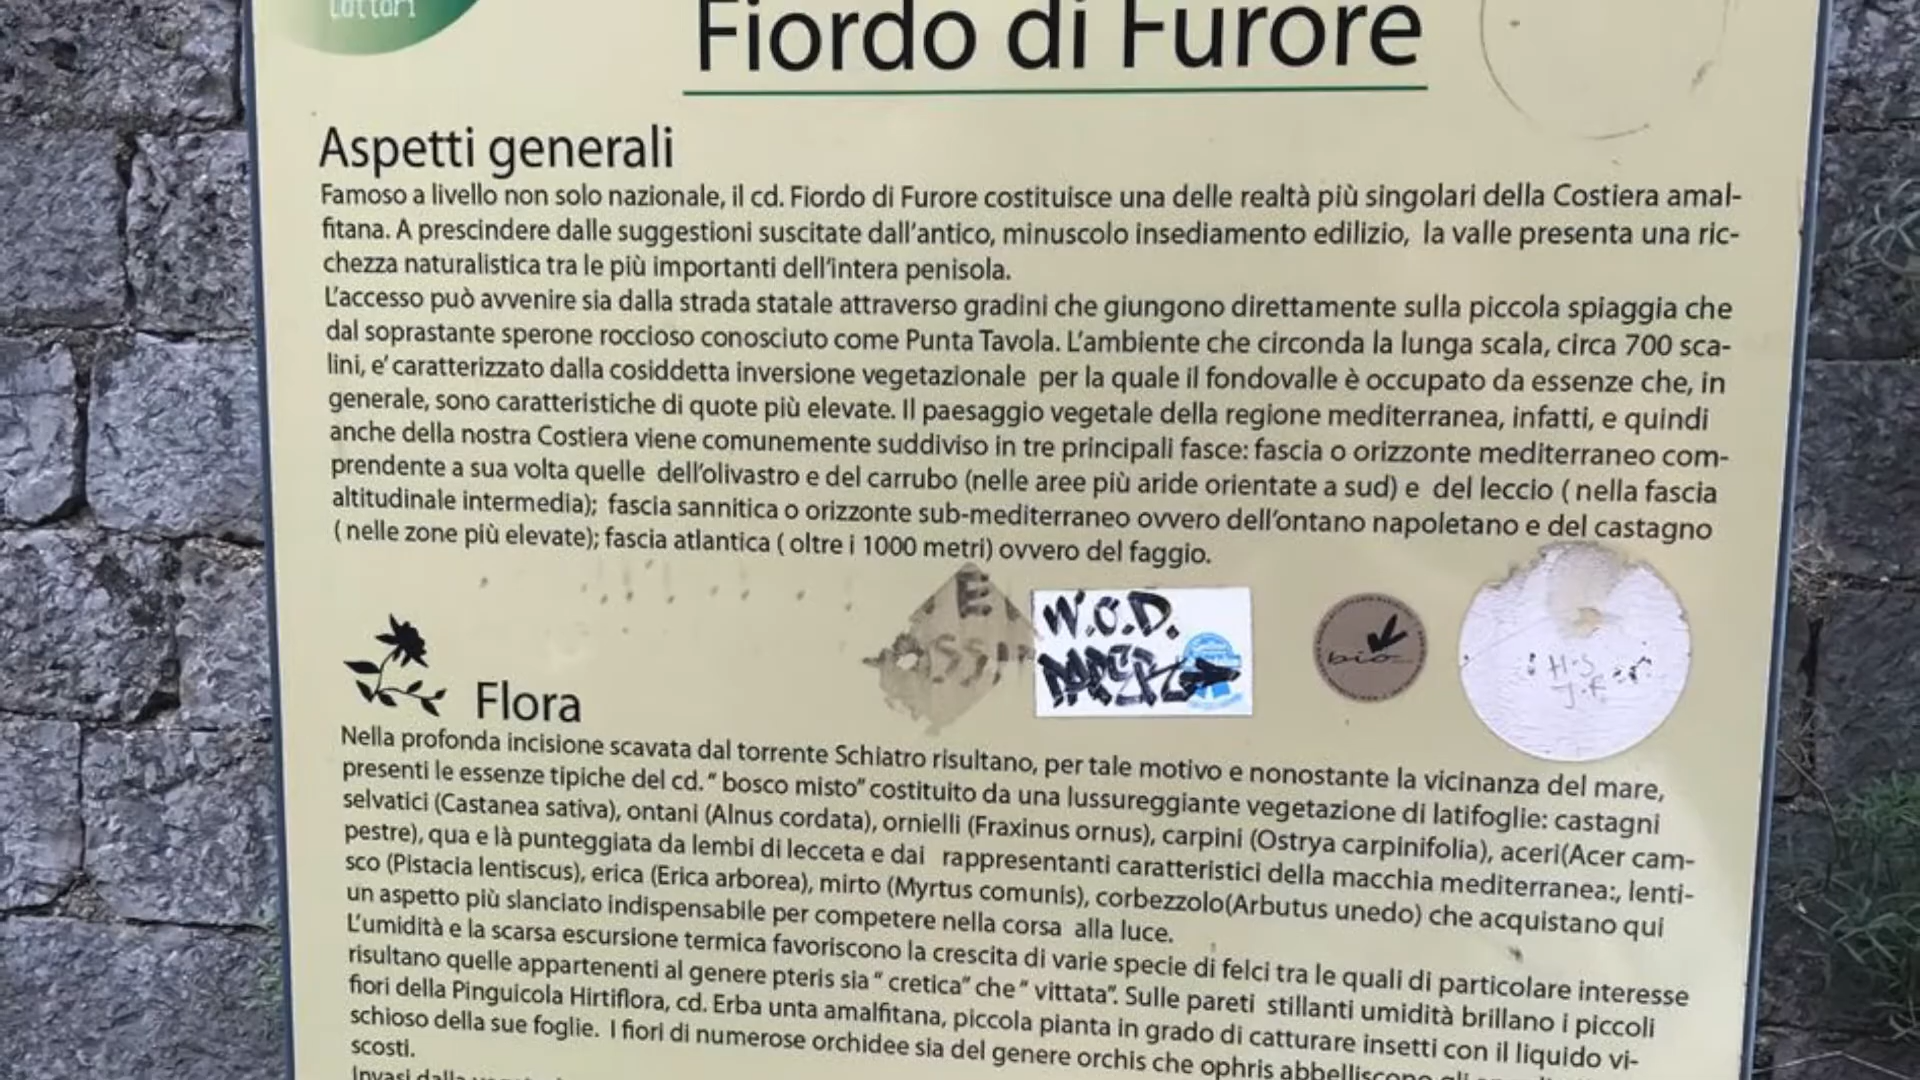 Lattari
Fiordo di Furore
Aspetti generali
Famoso a livello non solo nazionale, il cd. Fiordo di Furore costituisce una delle realtà più singolari della Costiera amal-
fitana. A prescindere dalle suggestioni suscitate dall'antico, minuscolo insediamento edilizio, la valle presenta una ric-
chezza naturalistica tra le più importanti dell'intera penisola.
L'accesso può avvenire sia dalla strada statale attraverso gradini che giungono direttamente sulla piccola spiaggia che
dal soprastante sperone roccioso conosciuto come Punta Tavola. L'ambiente che circonda la lunga scala, circa 700 sca-
lini, e' caratterizzato dalla cosiddetta inversione vegetazionale per la quale il fondovalle è occupato da essenze che, in
generale, sono caratteristiche di quote più elevate. Il paesaggio vegetale della regione mediterranea, infatti, e quindi
anche della nostra Costiera viene comunemente suddiviso in tre principali fasce: fascia o orizzonte mediterraneo com-
prendente a sua volta quelle dell'olivastro e del carrubo (nelle aree più aride orientate a sud) e del leccio ( nella fascia
altitudinale intermedia); fascia sannitica o orizzonte sub-mediterraneo ovvero dell'ontano napoletano e del castagno
( nelle zone più elevate); fascia atlantica ( oltre i 1000 metri) ovvero del faggio.
W.O.D.
bio
H.S
J.F
Flora
Nella profonda incisione scavata dal torrente Schiatro risultano, per tale motivo e nonostante la vicinanza del mare,
presenti le essenze tipiche del cd. " bosco misto" costituito da una lussureggiante vegetazione di latifoglie: castagni
selvatici (Castanea sativa), ontani (Alnus cordata), ornielli (Fraxinus ornus), carpini (Ostrya carpinifolia), aceri(Acer cam-
pestre), qua e là punteggiata da lembi di lecceta e dai rappresentanti caratteristici della macchia mediterranea:, lenti-
sco (Pistacia lentiscus), erica (Erica arborea), mirto (Myrtus comunis), corbezzolo(Arbutus unedo) che acquistano qui
un aspetto più slanciato indispensabile per competere nella corsa alla luce.
L'umidità e la scarsa escursione termica favoriscono la crescita di varie specie di felci tra le quali di particolare interesse
risultano quelle appartenenti al genere pteris sia " cretica" che " vittata". Sulle pareti stillanti umidità brillano i piccoli
fiori della Pinguicola Hirtiflora, cd. Erba unta amalfitana, piccola pianta in grado di catturare insetti con il liquido vi-
schioso della sue foglie. I fiori di numerose orchidee sia del genere orchis che ophris abbelliscono
scosti.
Invasi